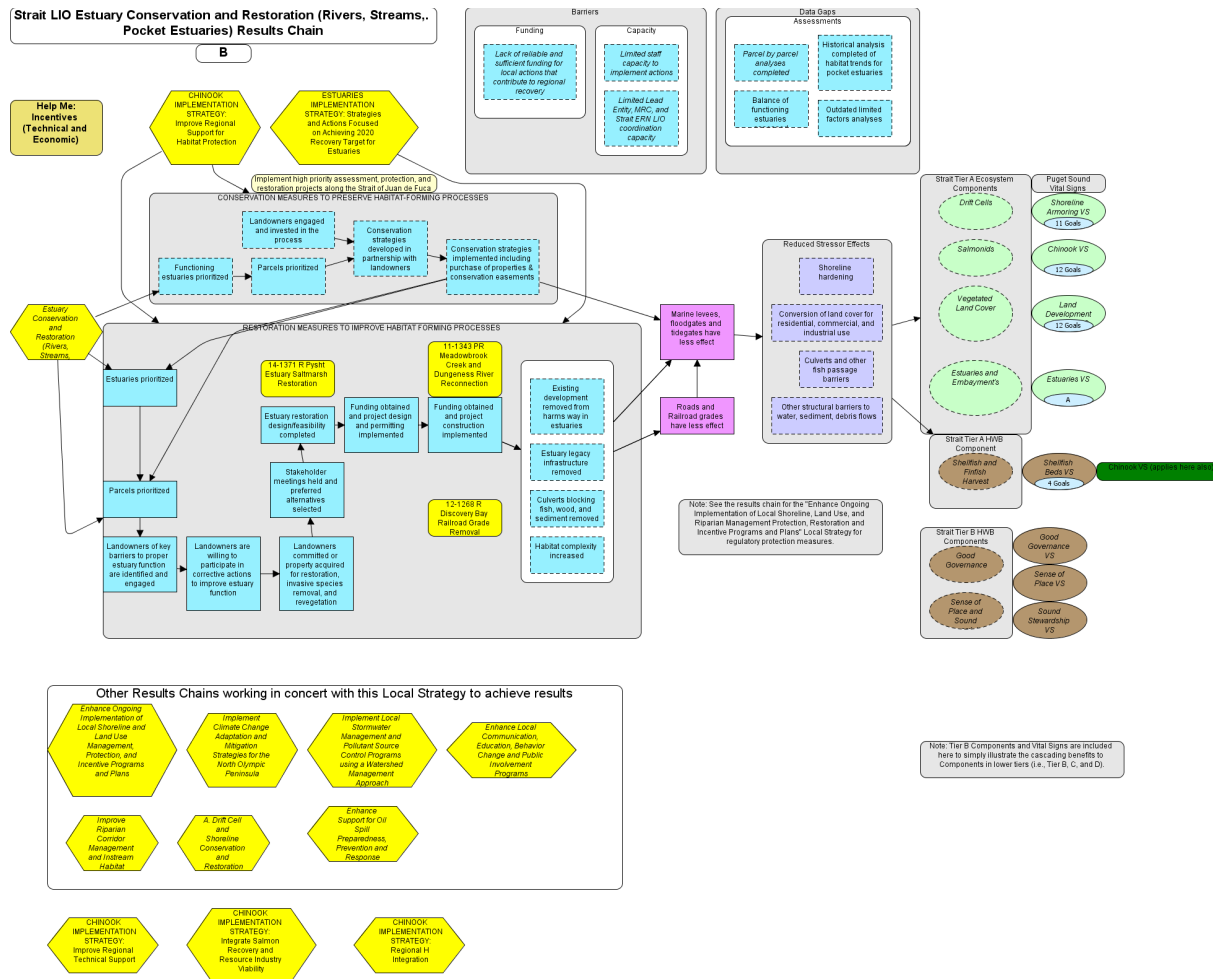 Strait LIO Estuary Conservation and Restoration (Rivers, Streams,.
Pocket Estuaries) Results Chain
B
Help Me:
Incentives
(Technical and
Economic)
CHINOOK
IMPLEMENTATION
STRATEGY:
Improve Regional
Support for
Habitat Protection
ESTUARIES
IMPLEMENTATION
STRATEGY: Strategies
and Actions Focused
on Achieving 2020
Recovery Target for
Estuaries
Barriers
Funding
Lack of reliable and
sufficient funding for
local actions that
contribute to regional
recovery
Capacity
Limited staff
capacity to
implement actions
Limited Lead
Entity, MRC, and
Strait ERN LIO
coordination
capacity
Data Gaps
Assessments
Parcel by parcel
analyses
completed
Historical analysis
completed of
habitat trends for
pocket estuaries
Balance of
functioning
estuaries
Outdated limited
factors analyses
Implement high priority assessment, protection, and
restoration projects along the Strait of Juan de Fuca
CONSERVATION MEASURES TO PRESERVE HABITAT-FORMING PROCESSES
Landowners engaged
and invested in the
process
Functioning
estuaries prioritized
Parcels prioritized
Conservation
strategies
developed in
partnership with
landowners
Conservation strategies
implemented including
purchase of properties &
conservation easements
Estuary
Conservation
and
Restoration
(Rivers,
Streams,
RESTORATION MEASURES TO IMPROVE HABITAT FORMING PROCESSES
Estuaries prioritized
14-1371 R Pysht
Estuary Saltmarsh
Restoration
11-1343 PR
Meadowbrook
Creek and
Dungeness River
Reconnection
Estuary restoration
design/feasibility
completed
Funding obtained
and project design
and permitting
implemented
Funding obtained
and project
construction
implemented
Parcels prioritized
Stakeholder
meetings held and
preferred
alternatives
selected
12-1268 R
Discovery Bay
Railroad Grade
Removal
Landowners of key
barriers to proper
estuary function
are identified and
engaged
Landowners are
willing to
participate in
corrective actions
to improve estuary
function
Landowners
committed or
property acquired
for restoration,
invasive species
removal, and
revegetation
Existing
development
removed from
harms way in
estuaries
Estuary legacy
infrastructure
removed
Culverts blocking
fish, wood, and
sediment removed
Habitat complexity
increased
Marine levees,
floodgates and
tidegates have
less effect
Roads and
Railroad grades
have less effect
Reduced Stressor Effects
Shoreline
hardening
Conversion of land cover for
residential, commercial, and
industrial use
Culverts and other
fish passage
barriers
Other structural barriers to
water, sediment, debris flows
Note: See the results chain for the "Enhance Ongoing
Implementation of Local Shoreline, Land Use, and
Riparian Management Protection, Restoration and
Incentive Programs and Plans" Local Strategy for
regulatory protection measures.
Strait Tier A Ecosystem
Components
Drift Cells
Salmonids
Vegetated
Land Cover
Estuaries and
Embayment's
Puget Sound
Vital Signs
Shoreline
Armoring VS
11 Goals
Chinook VS
12 Goals
Land
Development
12 Goals
Estuaries VS
A
Strait Tier A HWB
Component
Shellfish and
Finfish
Harvest
Shellfish
Beds VS
4 Goals
Chinook VS (applies here also)
Strait Tier B HWB
Components
Good
Governance
Sense of
Place and
Sound
Good
Governance
VS
Sense of
Place VS
Sound
Stewardship
VS
Other Results Chains working in concert with this Local Strategy to achieve results
Enhance Ongoing
Implementation of
Local Shoreline and
Land Use
Management,
Protection, and
Incentive Programs
and Plans
Implement
Climate Change
Adaptation and
Mitigation
Strategies for the
North Olympic
Peninsula
Implement Local
Stormwater
Management and
Pollutant Source
Control Programs
using a Watershed
Management
Approach
Enhance Local
Communication,
Education, Behavior
Change and Public
Involvement
Programs
Improve
Riparian
Corridor
Management
and Instream
Habitat
A. Drift Cell
and
Shoreline
Conservation
and
Restoration
Enhance
Support for Oil
Spill
Preparedness,
Prevention and
Response
Note: Tier B Components and Vital Signs are included
here to simply illustrate the cascading benefits to
Components in lower tiers (i.e., Tier B, C, and D).
CHINOOK
IMPLEMENTATION
STRATEGY:
Improve Regional
Technical Support
CHINOOK
IMPLEMENTATION
STRATEGY:
Integrate Salmon
Recovery and
Resource Industry
Viability
CHINOOK
IMPLEMENTATION
STRATEGY:
Regional H
Integration